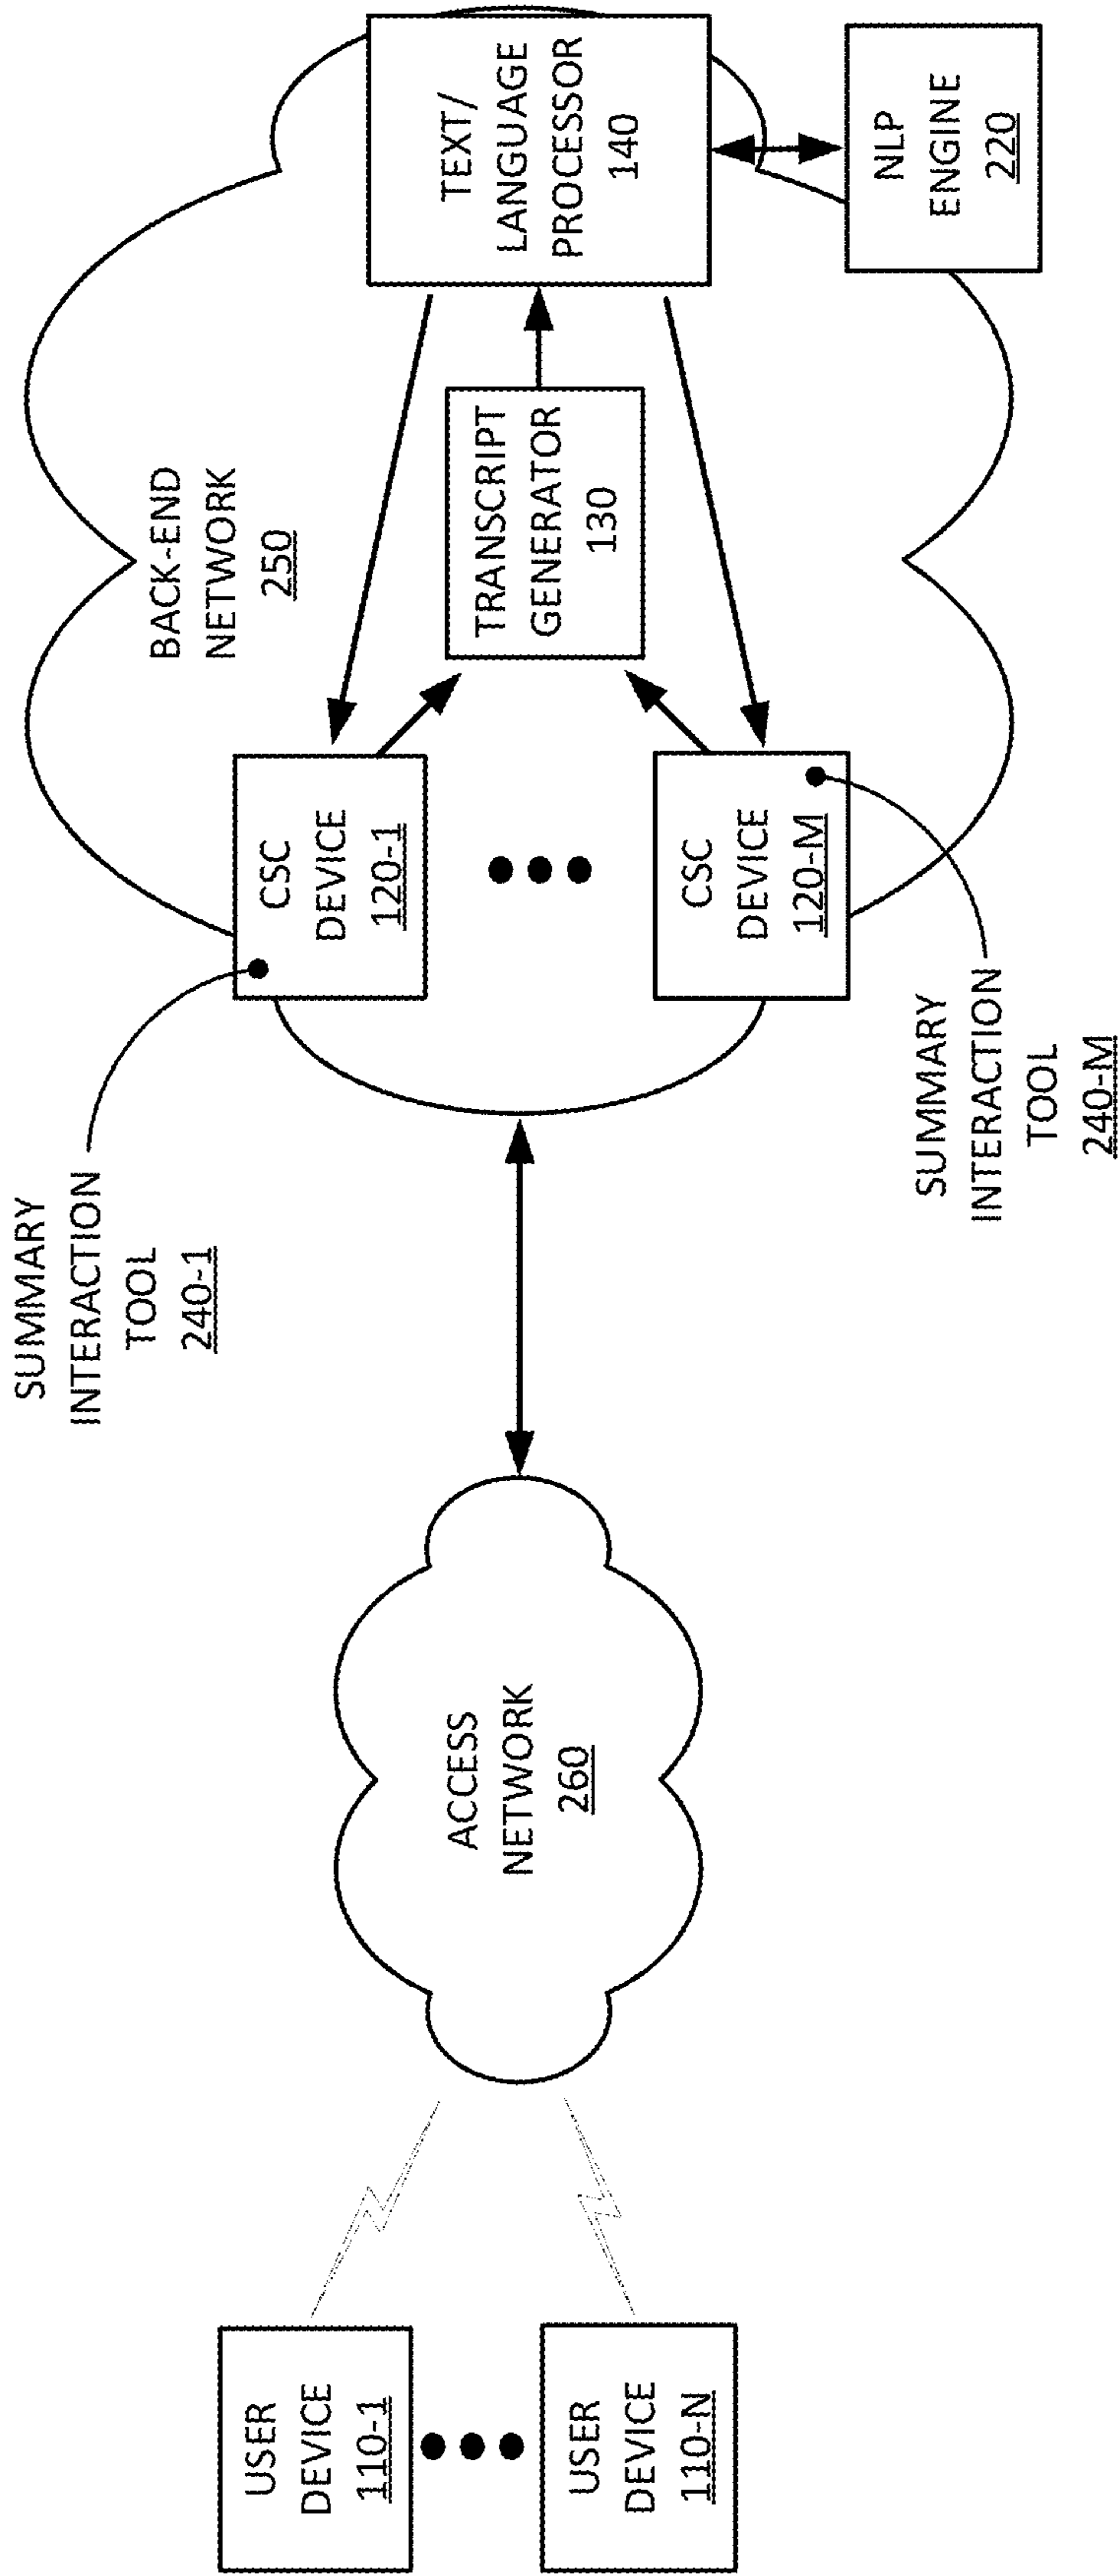 USER
DEVICE
110-1
USER
DEVICE
110-N
ACCESS
NETWORK
260
SUMMARY
INTERACTION
TOOL
240-1
BACK-END
NETWORK
250
CSC
DEVICE
120-1
CSC
DEVICE
120-M
SUMMARY
INTERACTION
TOOL
240-M
TRANSCRIPT
GENERATOR
130
TEXT/
LANGUAGE
PROCESSOR
140
NLP
ENGINE
220